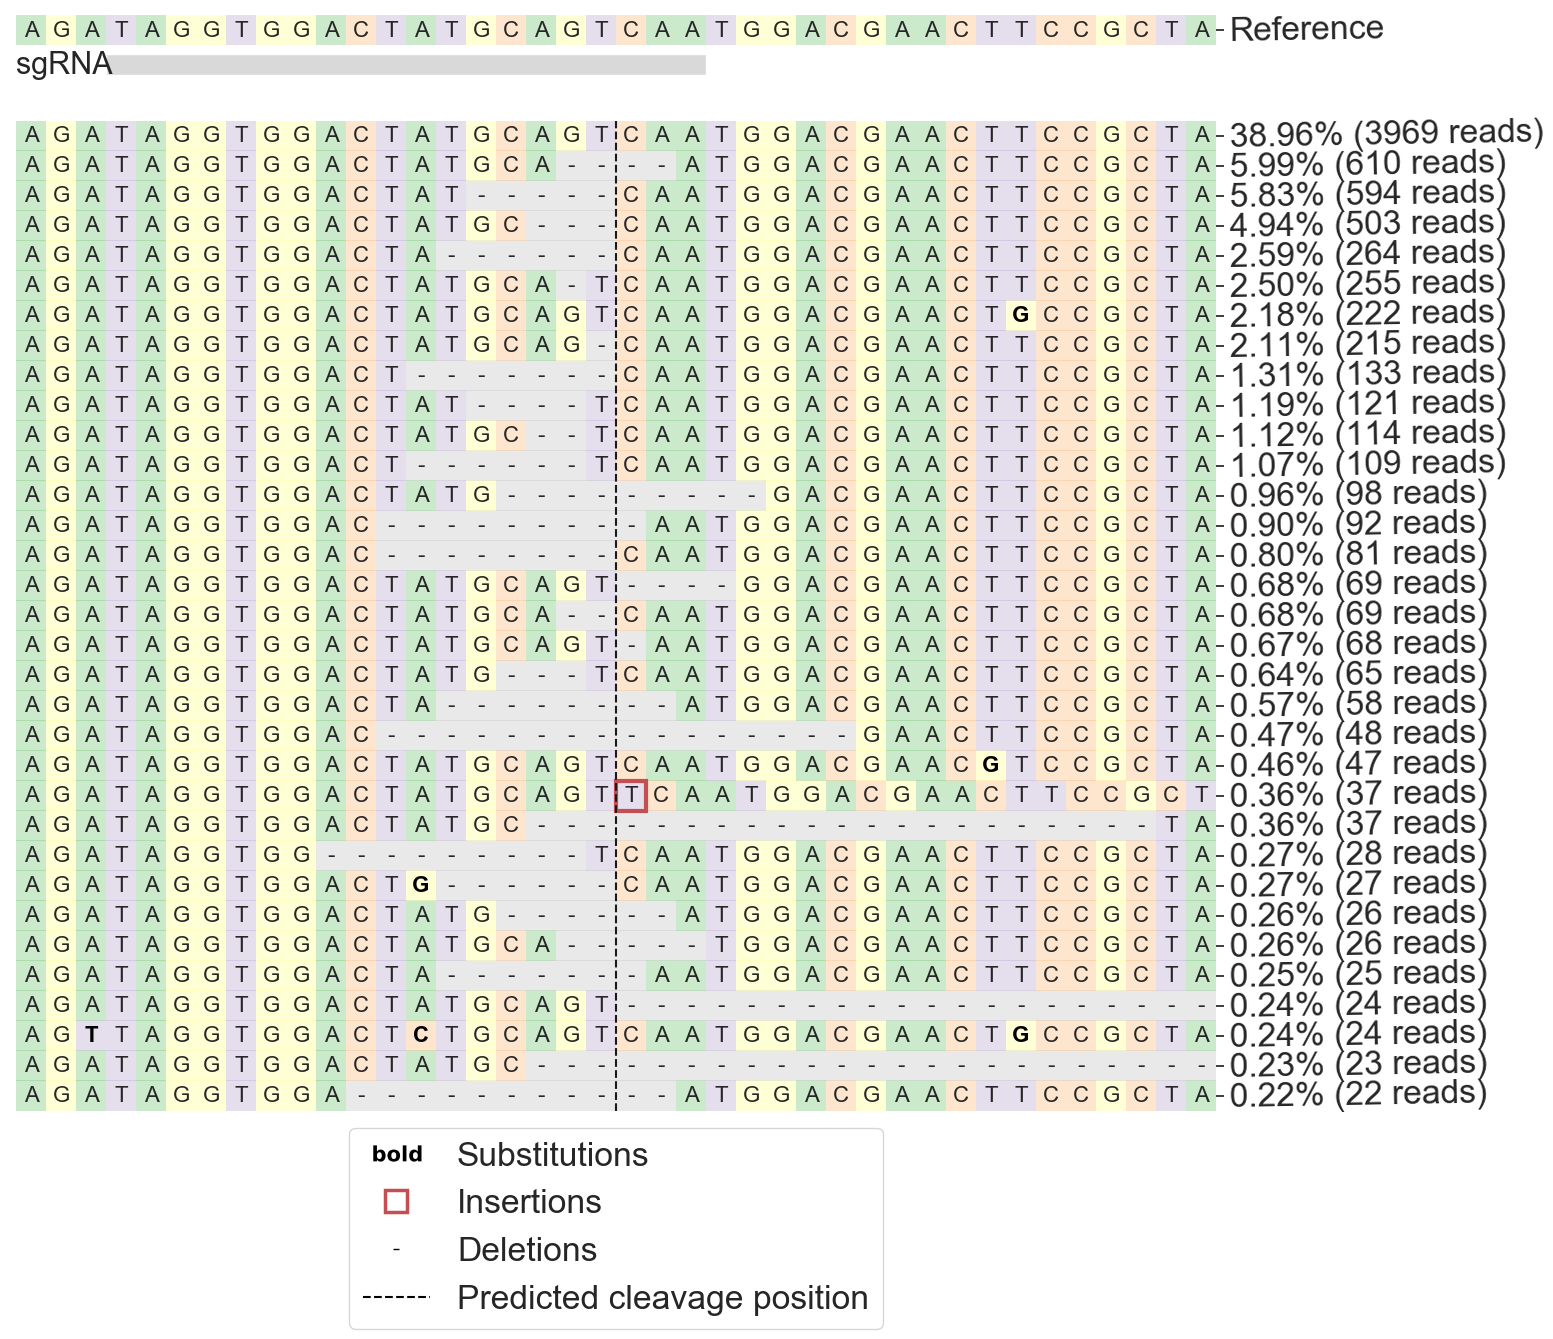 A G A T A G G T G G A C T A T G C A G T C A A T G G A C G A A C T T C C G C T A Reference
sgRNA
A G A T A G G T G G A C T A T G C A G T C A A T G G A C G A A C T T C C G C T A 38.96% (3969 reads)
A G A T A G G T G G A C T A T G C A - - - - A T G G A C G A A C T T C C G C T A 5.99% (610 reads)
A G A T A G G T G G A C T A T - - - - - C A A T G G A C G A A C T T C C G C T A 5.83% (594 reads)
A G A T A G G T G G A C T A T G C - - - C A A T G G A C G A A C T T C C G C T A 4.94% (503 reads)
A G A T A G G T G G A C T A - - - - - - C A A T G G A C G A A C T T C C G C T A 2.59% (264 reads)
A G A T A G G T G G A C T A T G C A - T C A A T G G A C G A A C T T C C G C T A 2.50% (255 reads)
A G A T A G G T G G A C T A T G C A G T C A A T G G A C G A A C T G C C G C T A 2.18% (222 reads)
A G A T A G G T G G A C T A T G C A G - C A A T G G A C G A A C T T C C G C T A 2.11% (215 reads)
A G A T A G G T G G A C T - - - - - - - C A A T G G A C G A A C T T C C G C T A 1.31% (133 reads)
A G A T A G G T G G A C T A T - - - - T C A A T G G A C G A A C T T C C G C T A 1.19% (121 reads)
A G A T A G G T G G A C T A T G C - - T C A A T G G A C G A A C T T C C G C T A 1.12% (114 reads)
A G A T A G G T G G A C T - - - - - - T C A A T G G A C G A A C T T C C G C T A 1.07% (109 reads)
A G A T A G G T G G A C T A T G - - - - - - - - - G A C G A A C T T C C G C T A 0.96% (98 reads)
A G A T A G G T G G A C - - - - - - - - - A A T G G A C G A A C T T C C G C T A 0.90% (92 reads)
A G A T A G G T G G A C - - - - - - - - C A A T G G A C G A A C T T C C G C T A 0.80% (81 reads)
A G A T A G G T G G A C T A T G C A G T - - - - G G A C G A A C T T C C G C T A 0.68% (69 reads)
A G A T A G G T G G A C T A T G C A - - C A A T G G A C G A A C T T C C G C T A 0.68% (69 reads)
A G A T A G G T G G A C T A T G C A G T - A A T G G A C G A A C T T C C G C T A 0.67% (68 reads)
A G A T A G G T G G A C T A T G - - - T C A A T G G A C G A A C T T C C G C T A 0.64% (65 reads)
A G A T A G G T G G A C T A - - - - - - - - A T G G A C G A A C T T C C G C T A 0.57% (58 reads)
A G A T A G G T G G A C - - - - - - - - - - - - - - - - G A A C T T C C G C T A 0.47% (48 reads)
A G A T A G G T G G A C T A T G C A G T C A A T G G A C G A A C G T C C G C T A 0.46% (47 reads)
A G A T A G G T G G A C T A T G C A G T T C A A T G G A C G A A C T T C C G C T 0.36% (37 reads)
A G A T A G G T G G A C T A T G C - - - - - - - - - - - - - - - - - - - - - T A 0.36% (37 reads)
A G A T A G G T G G - - - - - - - - - T C A A T G G A C G A A C T T C C G C T A 0.27% (28 reads)
A G A T A G G T G G A C T G - - - - - - C A A T G G A C G A A C T T C C G C T A 0.27% (27 reads)
A G A T A G G T G G A C T A T G - - - - - - A T G G A C G A A C T T C C G C T A 0.26% (26 reads)
A G A T A G G T G G A C T A T G C A - - - - - T G G A C G A A C T T C C G C T A 0.26% (26 reads)
A G A T A G G T G G A C T A - - - - - - - A A T G G A C G A A C T T C C G C T A 0.25% (25 reads)
A G A T A G G T G G A C T A T G C A G T - - - - - - - - - - - - - - - - - - - - 0.24% (24 reads)
A G T T A G G T G G A C T C T G C A G T C A A T G G A C G A A C T G C C G C T A 0.24% (24 reads)
A G A T A G G T G G A C T A T G C - - - - - - - - - - - - - - - - - - - - - - - 0.23% (23 reads)
A G A T A G G T G G A - - - - - - - - - - - A T G G A C G A A C T T C C G C T A 0.22% (22 reads)
bold Substitutions
Insertions
- Deletions
Predicted cleavage position